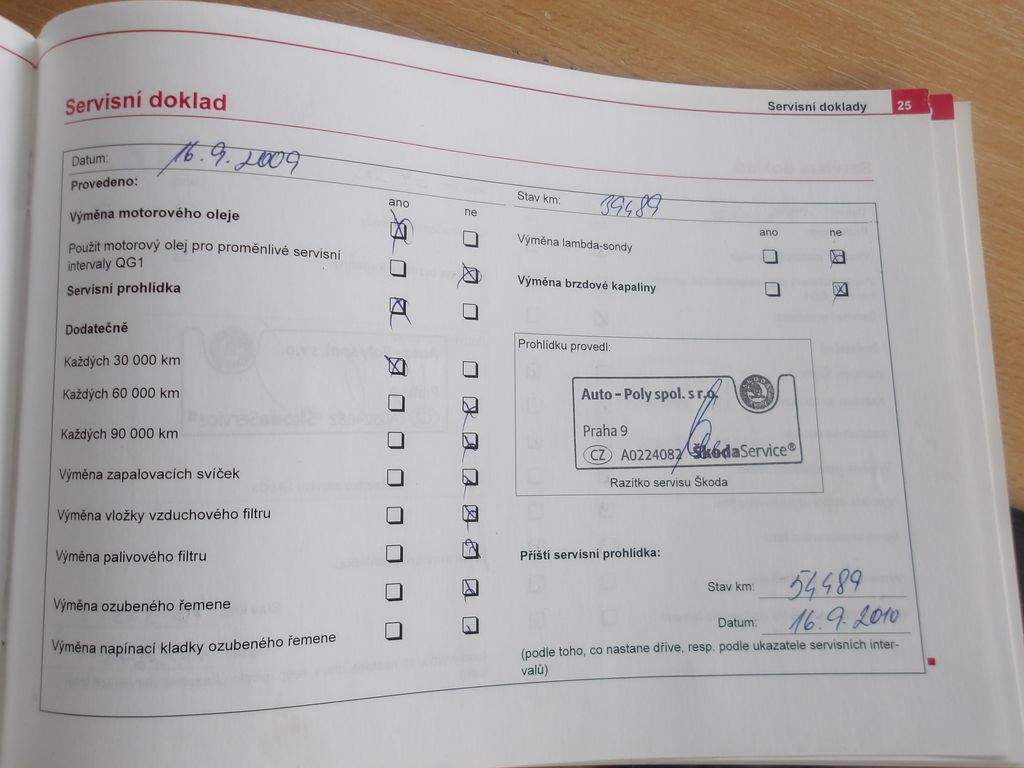 Servisní doklady 25
Servisní doklad
Datum: 16.9.2009
Provedeno:
ano ne
Výměna motorového oleje
Použit motorový olej pro proměnlivé servisní
intervaly QG1
Servisní prohlídka
Dodatečně
Každých 30 000 km
Každých 60 000 km
Každých 90 000 km
Výměna zapalovacích svíček
Výměna vložky vzduchového filtru
Výměna palivového filtru
Výměna ozubeného řemene
Výměna napínací kladky ozubeného řemene
Stav km: 39489
ano ne
Výměna lambda-sondy
Výměna brzdové kapaliny
Prohlídku provedl:
Auto – Poly spol. s r.o.
Praha 9
CZ A0224082 ŠkodaService®
Razítko servisu Škoda
Příští servisní prohlídka:
Stav km: 54489
Datum: 16.9.2010
(podle toho, co nastane dříve, resp. podle ukazatele servisních inter-
valů)